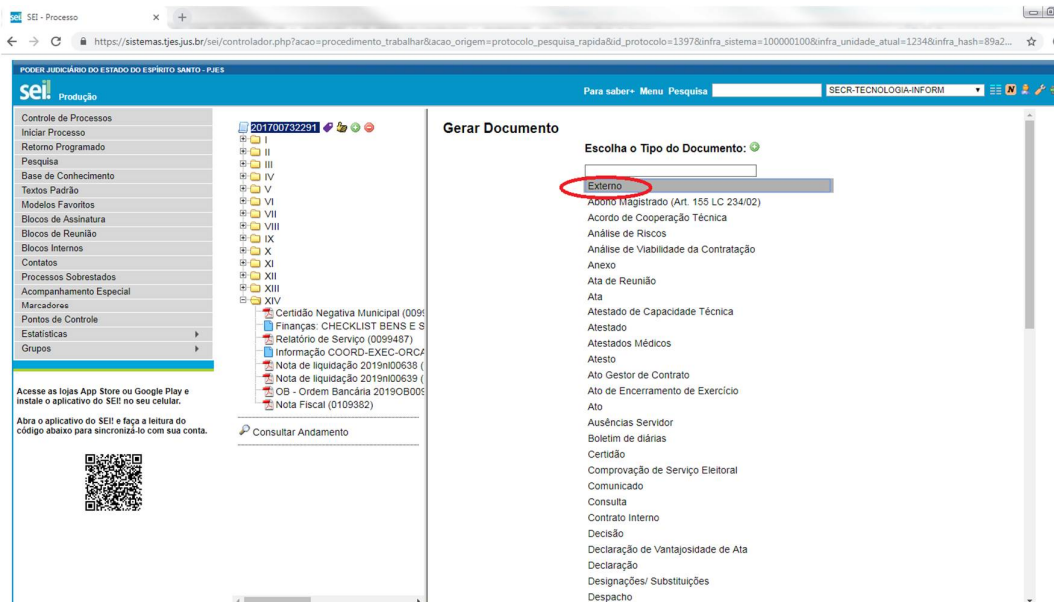 SEI - Processo
https://sistemas.tjes.jus.br/sei/controlador.php?acao=procedimento_trabalhar&acao_origem=protocolo_pesquisa_rapida&id_protocolo=1397&infra_sistema=100000100&infra_unidade_atual=1234&infra_hash=89a2...
PODER JUDICIÁRIO DO ESTADO DO ESPÍRITO SANTO - PJES
sei! Produção
Para saber+ Menu Pesquisa
SECR-TECNOLOGIA-INFORM
Controle de Processos
Iniciar Processo
Retorno Programado
Pesquisa
Base de Conhecimento
Textos Padrão
Modelos Favoritos
Blocos de Assinatura
Blocos de Reunião
Blocos Internos
Contatos
Processos Sobrestados
Acompanhamento Especial
Marcadores
Pontos de Controle
Estatísticas
Grupos
Acesse as lojas App Store ou Google Play e
instale o aplicativo do SEI! no seu celular.
Abra o aplicativo do SEI! e faça a leitura do
código abaixo para sincronizá-lo com sua conta.
201700732291
I
II
III
IV
V
VI
VII
VIII
IX
X
XI
XII
XIII
XIV
Certidão Negativa Municipal (009
Finanças: CHECKLIST BENS E S
Relatório de Serviço (0099487)
Informação COORD-EXEC-ORCA
Nota de liquidação 2019nl00638 (
Nota de liquidação 2019nl00639 (
OB - Ordem Bancária 2019OB00
Nota Fiscal (0109382)
Consultar Andamento
Gerar Documento
Escolha o Tipo do Documento:
Externo
Abono Magistrado (Art. 155 LC 234/02)
Acordo de Cooperação Técnica
Análise de Riscos
Análise de Viabilidade da Contratação
Anexo
Ata de Reunião
Ata
Atestado de Capacidade Técnica
Atestado
Atestados Médicos
Atesto
Ato Gestor de Contrato
Ato de Encerramento de Exercício
Ato
Ausências Servidor
Boletim de diárias
Certidão
Comprovação de Serviço Eleitoral
Comunicado
Consulta
Contrato Interno
Decisão
Declaração de Vantajosidade de Ata
Declaração
Designações/ Substituições
Despacho